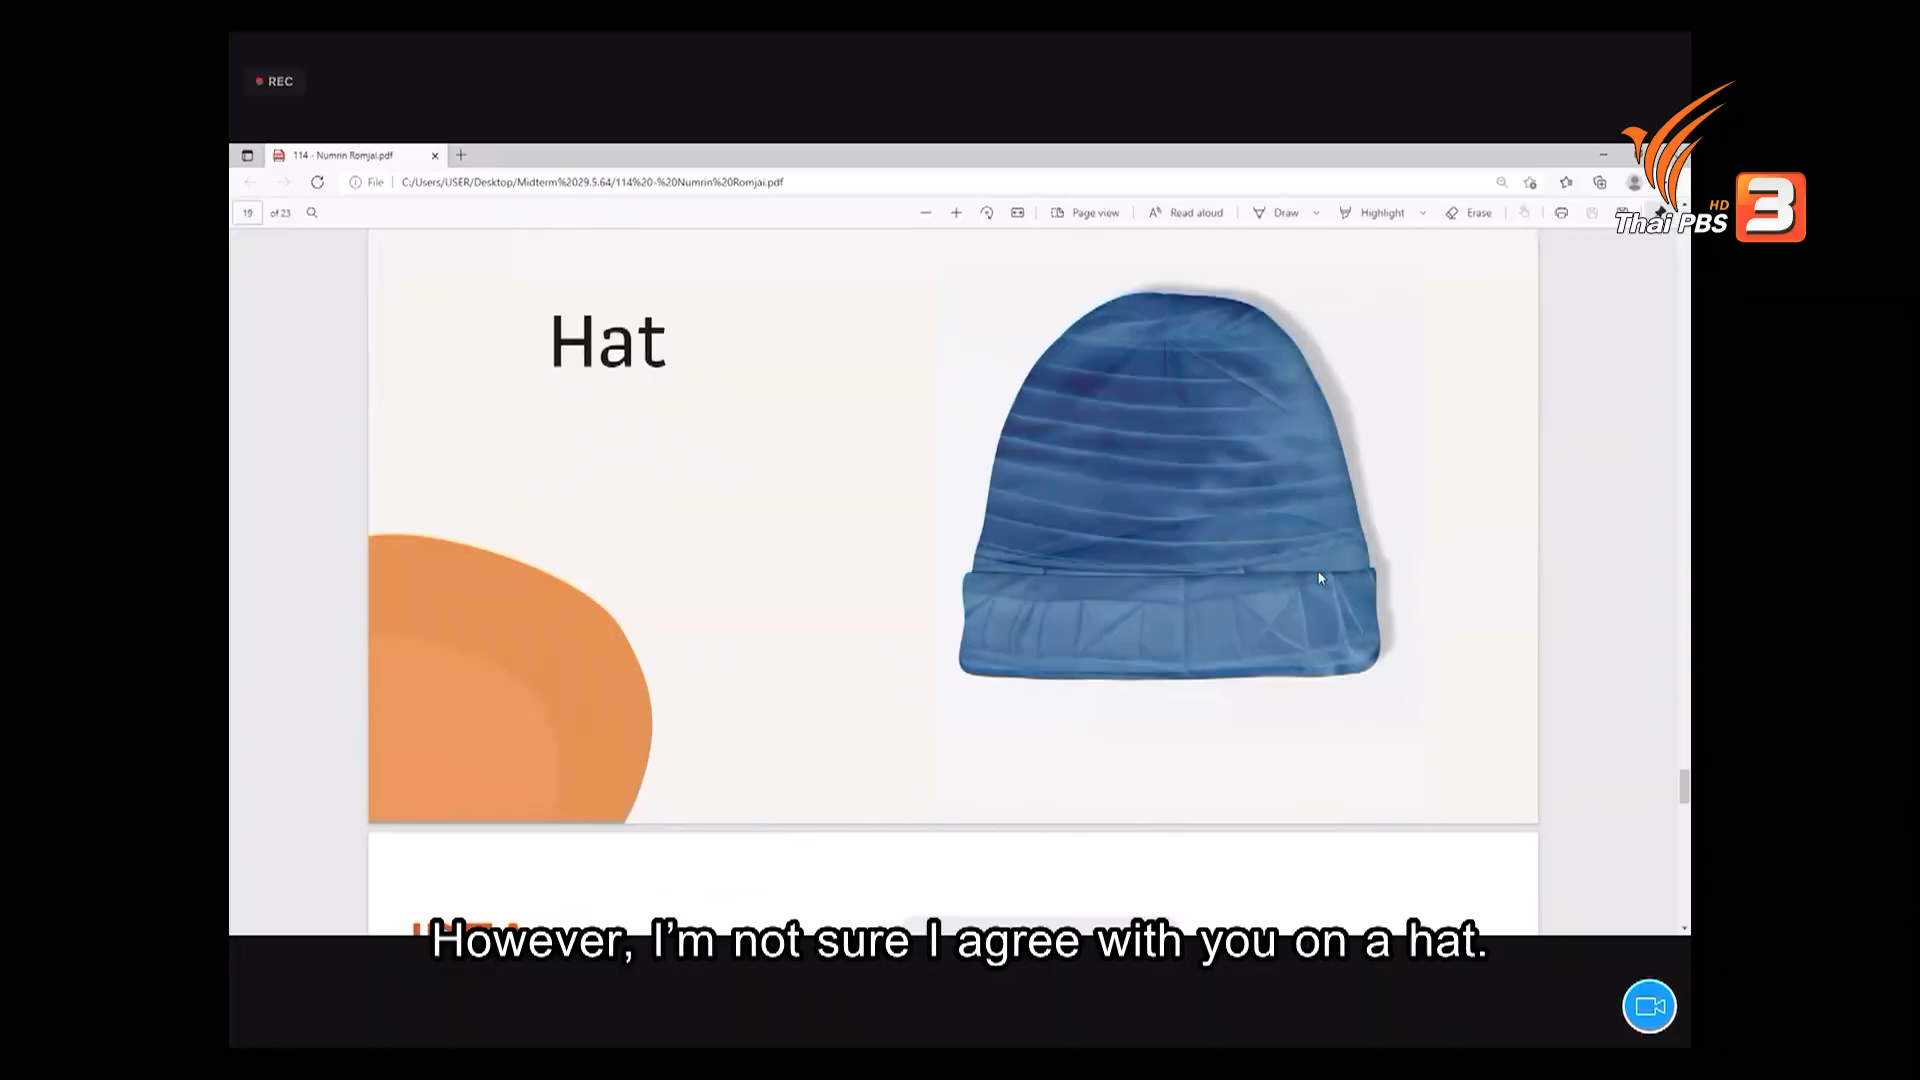 REC
114 - Numrin Romjai.pdf
File
C:/Users/USER/Desktop/Midterm%2029.5.64/114%20-%20Numrin%20Romjai.pdf
19 of 23
Page view
Read aloud
Draw
Highlight
Erase
HD
Thai PBS
3
Hat
However, I'm not sure I agree with you on a hat.